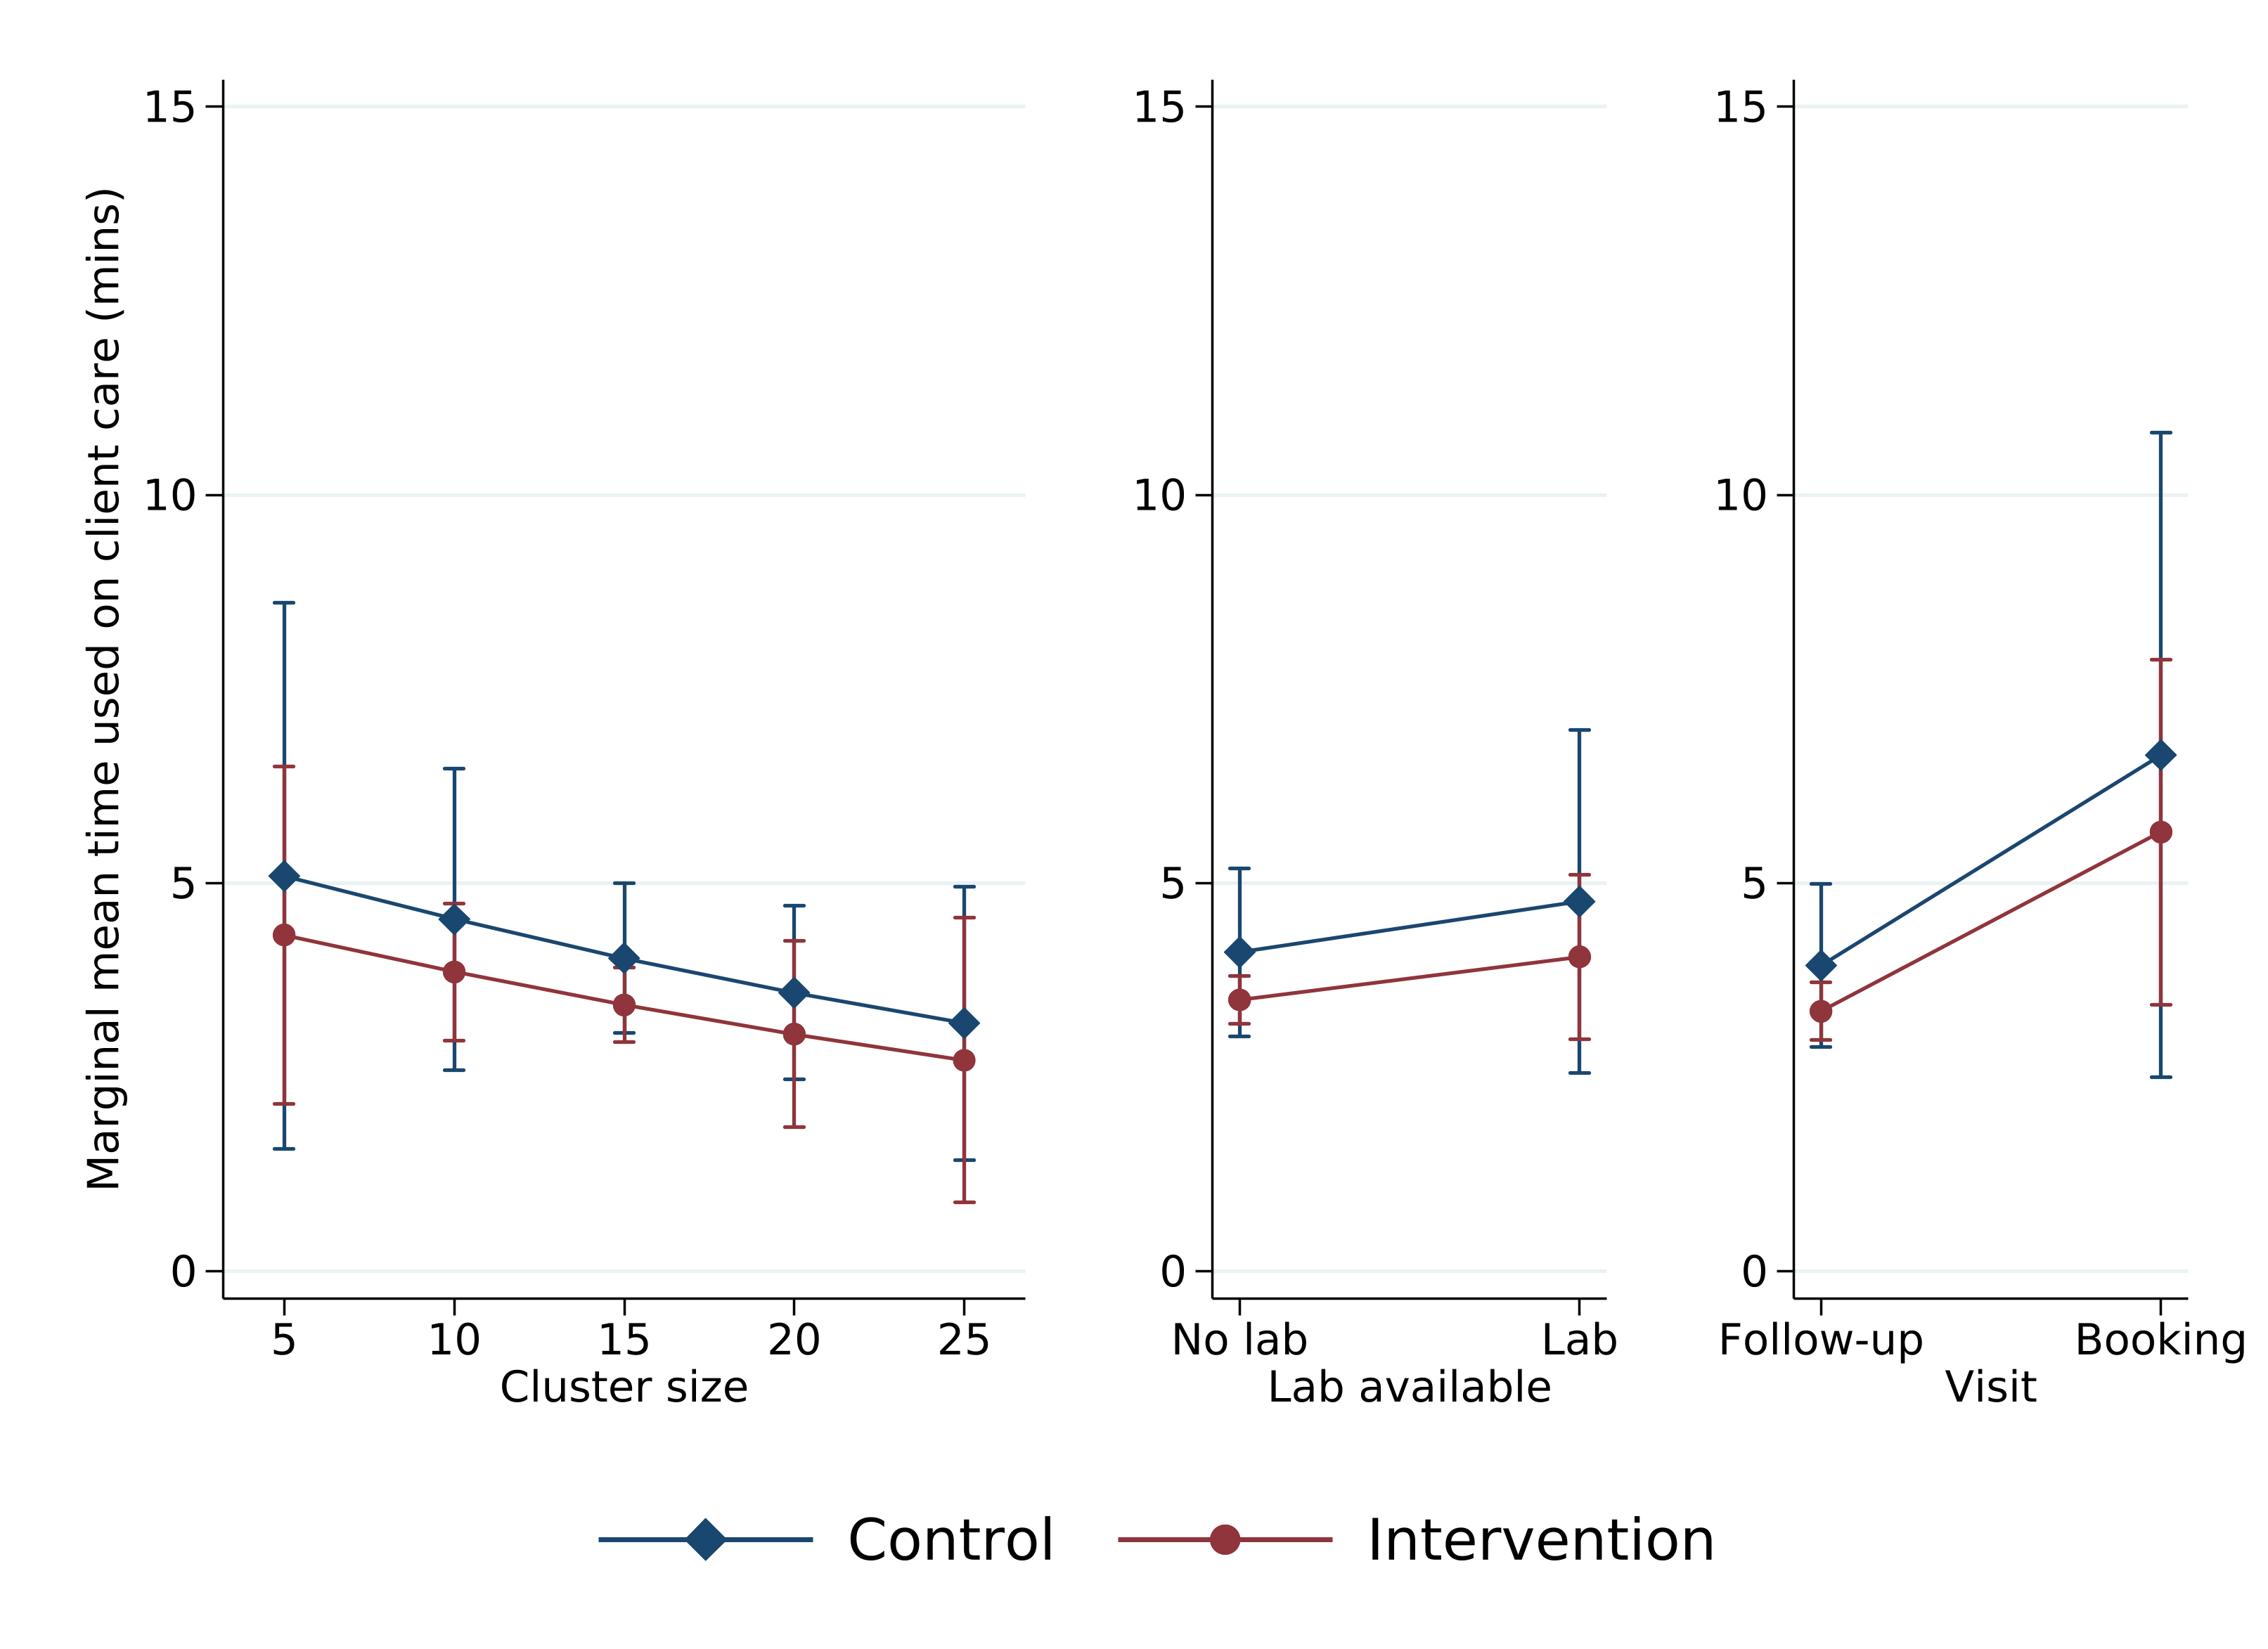 Marginal mean time used on client care (mins)
15
10
5
0
5 10 15 20 25
Cluster size
15
10
5
0
No lab Lab
Lab available
15
10
5
0
Follow-up Booking
Visit
Control Intervention